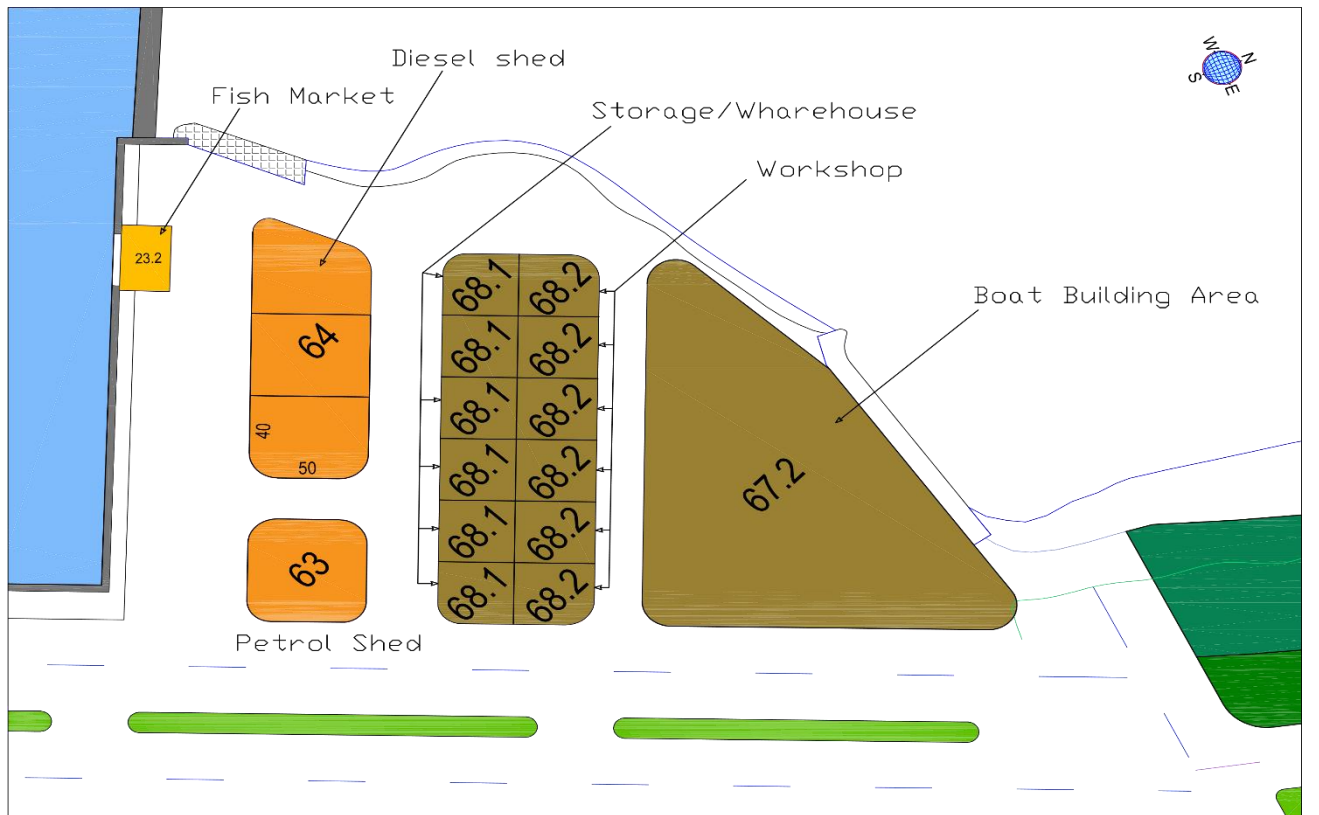 Diesel shed
Fish Market
Storage/Wharehouse
Workshop
Boat Building Area
W
N
S
E
23.2
64
40
50
63
Petrol Shed
68.1 68.2
68.1 68.2
68.1 68.2
68.1 68.2
68.1 68.2
68.1 68.2
67.2